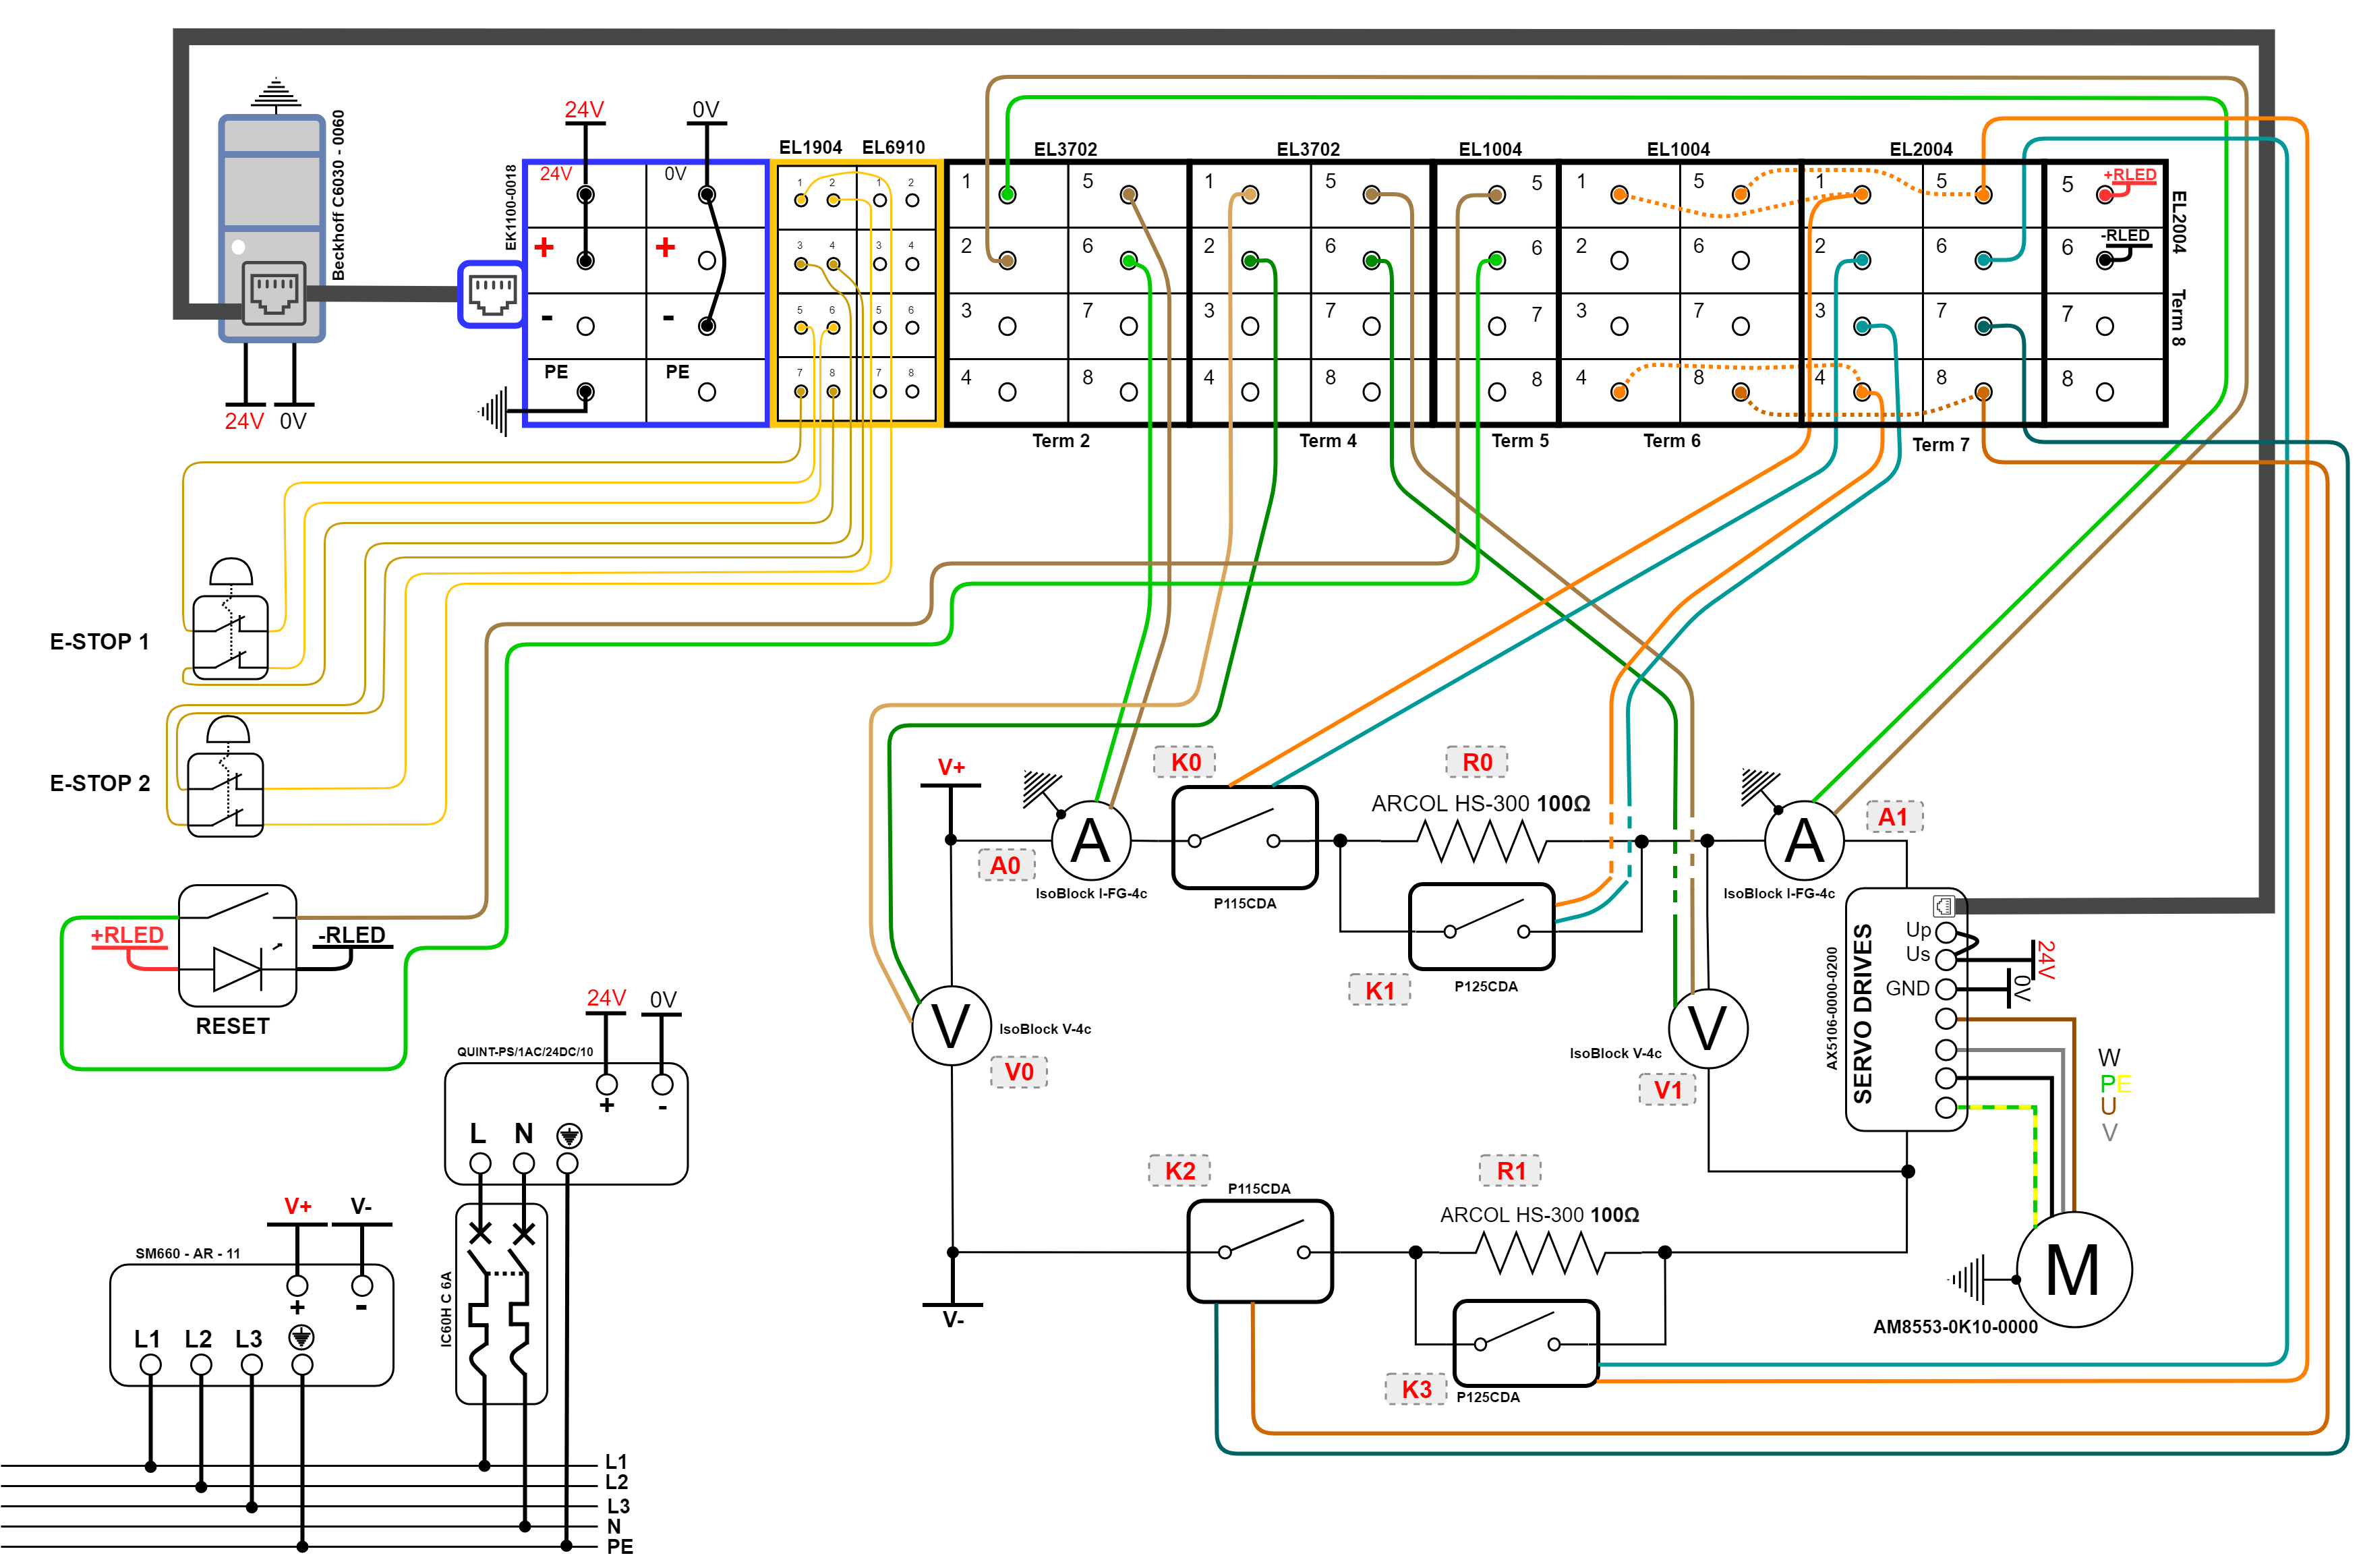 Beckhoff C6030 - 0060
24V
0V
EK1100-0018
24V
0V
24V
0V
+
+
-
-
PE
PE
EL1904
EL6910
1
2
1
2
3
4
3
4
5
6
5
6
7
8
7
8
EL3702
1
5
2
6
3
7
4
8
Term 2
EL3702
1
5
2
6
3
7
4
8
Term 4
EL1004
5
6
7
8
Term 5
EL1004
1
5
2
6
3
7
4
8
Term 6
EL2004
1
5
2
6
3
7
4
8
Term 7
5
+RLED
6
-RLED
7
8
EL2004
Term 8
E-STOP 1
E-STOP 2
+RLED
-RLED
RESET
V+
A0
A
IsoBlock I-FG-4c
K0
P115CDA
R0
ARCOL HS-300 100Ω
K1
P125CDA
A
A1
IsoBlock I-FG-4c
V
IsoBlock V-4c
V0
V
IsoBlock V-4c
V1
AX5106-0000-0200
SERVO DRIVES
Up
Us
GND
24V
0V
W
PE
U
V
QUINT-PS/1AC/24DC/10
24V
0V
+
-
L
N
IC60H C 6A
SM660 - AR - 11
V+
V-
+
-
L1
L2
L3
K2
P115CDA
R1
ARCOL HS-300 100Ω
K3
P125CDA
V-
M
AM8553-0K10-0000
L1
L2
L3
N
PE